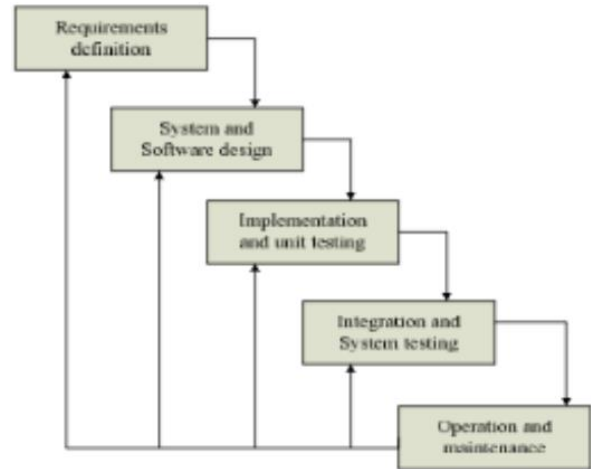 Requirements
definition
System and
Software design
Implementation
and unit testing
Integration and
System testing
Operation and
maintenance